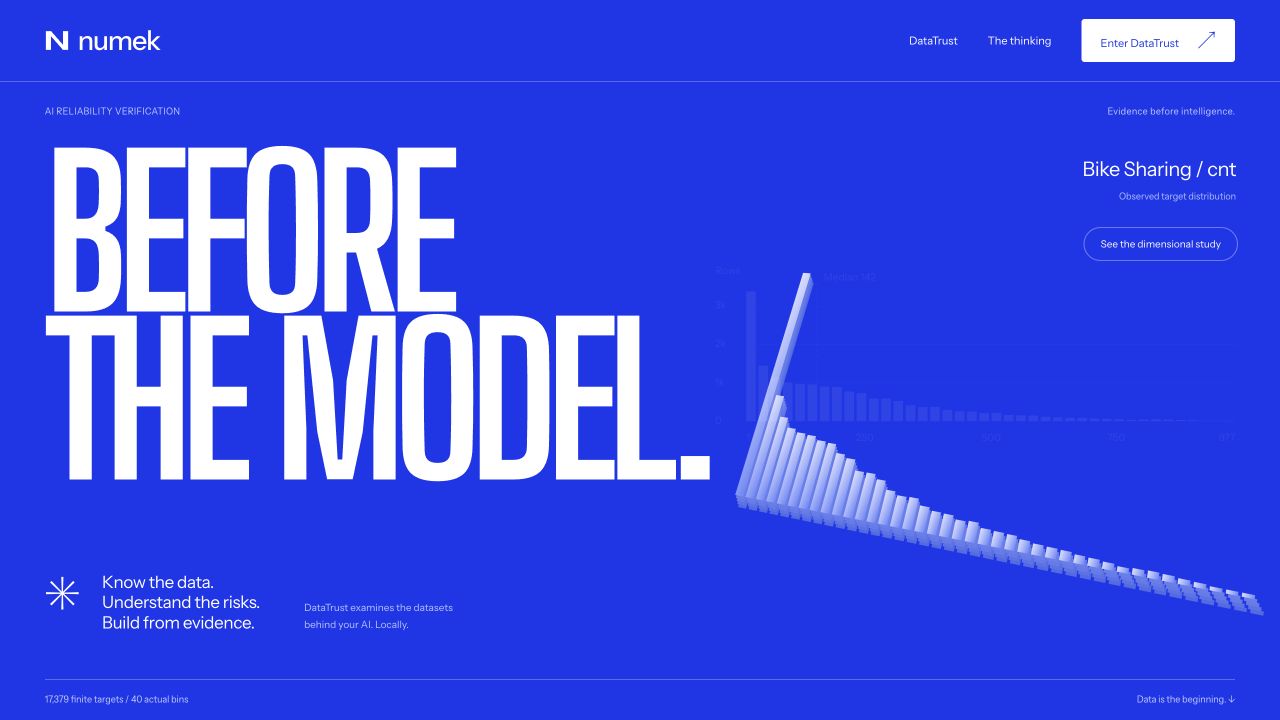 numek
DataTrust
The thinking
Enter DataTrust
AI RELIABILITY VERIFICATION
Evidence before intelligence.
BEFORE
THE MODEL.
Bike Sharing / cnt
Observed target distribution
See the dimensional study
Rows
Median 142
3k
2k
1k
0
250
500
750
977
Know the data.
Understand the risks.
Build from evidence.
DataTrust examines the datasets
behind your AI. Locally.
17,379 finite targets / 40 actual bins
Data is the beginning. ↓